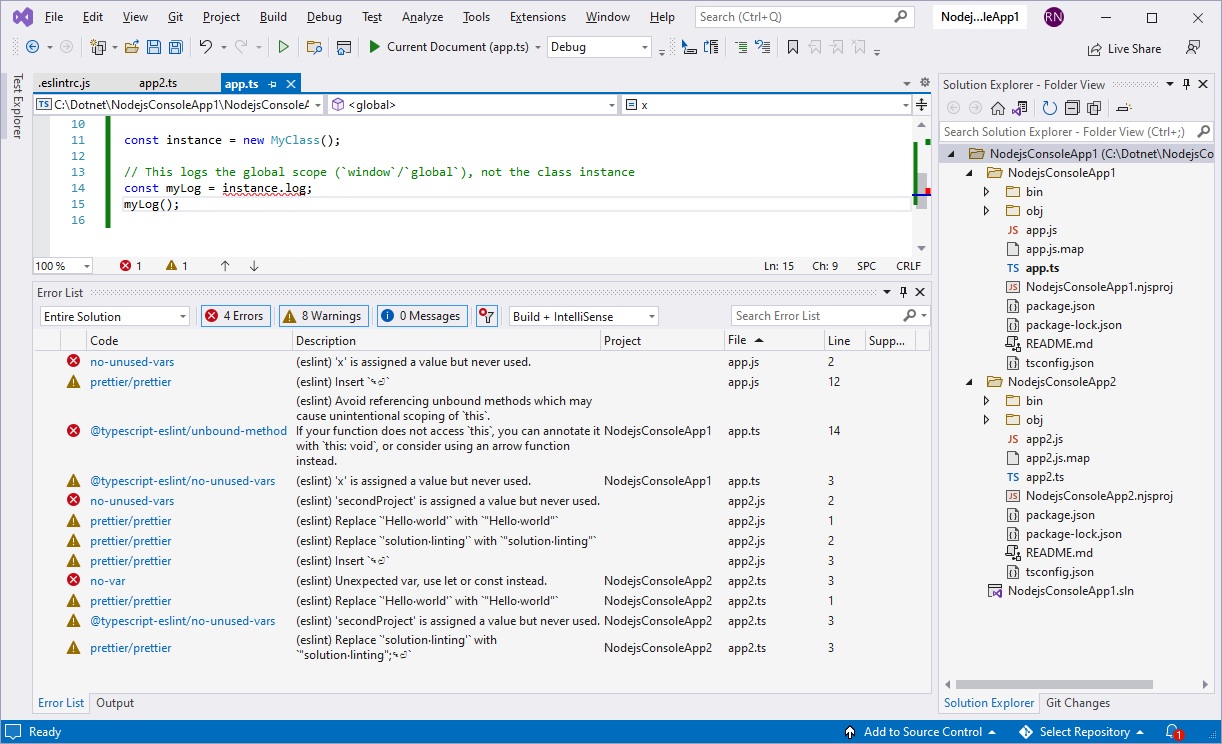 File Edit View Git Project Build Debug Test Analyze Tools Extensions Window Help Search (Ctrl+Q) Nodej...leApp1 RN
Current Document (app.ts) Debug Live Share
Test Explorer
.eslintrc.js app2.ts app.ts
TS C:\Dotnet\NodejsConsoleApp1\NodejsConsoleA <global> x
10
11 const instance = new MyClass();
12
13 // This logs the global scope (`window`/`global`), not the class instance
14 const myLog = instance.log;
15 myLog();
16
100 % 1 1 Ln: 15 Ch: 9 SPC CRLF
Error List
Entire Solution 4 Errors 8 Warnings 0 Messages Build + IntelliSense Search Error List
Code Description Project File Line Supp...
no-unused-vars (eslint) 'x' is assigned a value but never used. app.js 2
prettier/prettier (eslint) Insert `␍⏎` app.js 12
(eslint) Avoid referencing unbound methods which may
cause unintentional scoping of `this`.
@typescript-eslint/unbound-method If your function does not access `this`, you can annotate it NodejsConsoleApp1 app.ts 14
with `this: void`, or consider using an arrow function
instead.
@typescript-eslint/no-unused-vars (eslint) 'x' is assigned a value but never used. NodejsConsoleApp1 app.ts 3
no-unused-vars (eslint) 'secondProject' is assigned a value but never used. app2.js 2
prettier/prettier (eslint) Replace `'Hello·world'` with `"Hello·world"` app2.js 1
prettier/prettier (eslint) Replace `'solution·linting'` with `"solution·linting"` app2.js 2
prettier/prettier (eslint) Insert `␍⏎` app2.js 3
no-var (eslint) Unexpected var, use let or const instead. NodejsConsoleApp2 app2.ts 3
prettier/prettier (eslint) Replace `'Hello·world'` with `"Hello·world"` NodejsConsoleApp2 app2.ts 1
@typescript-eslint/no-unused-vars (eslint) 'secondProject' is assigned a value but never used. NodejsConsoleApp2 app2.ts 3
prettier/prettier (eslint) Replace `'solution·linting'` with NodejsConsoleApp2 app2.ts 3
`"solution·linting";␍⏎`
Error List Output
Solution Explorer - Folder View
Search Solution Explorer - Folder View (Ctrl+;)
NodejsConsoleApp1 (C:\Dotnet\NodejsCo
NodejsConsoleApp1
bin
obj
JS app.js
app.js.map
TS app.ts
JS NodejsConsoleApp1.njsproj
package.json
package-lock.json
README.md
tsconfig.json
NodejsConsoleApp2
bin
obj
JS app2.js
app2.js.map
TS app2.ts
JS NodejsConsoleApp2.njsproj
package.json
package-lock.json
README.md
tsconfig.json
NodejsConsoleApp1.sln
Solution Explorer Git Changes
Ready Add to Source Control Select Repository 1